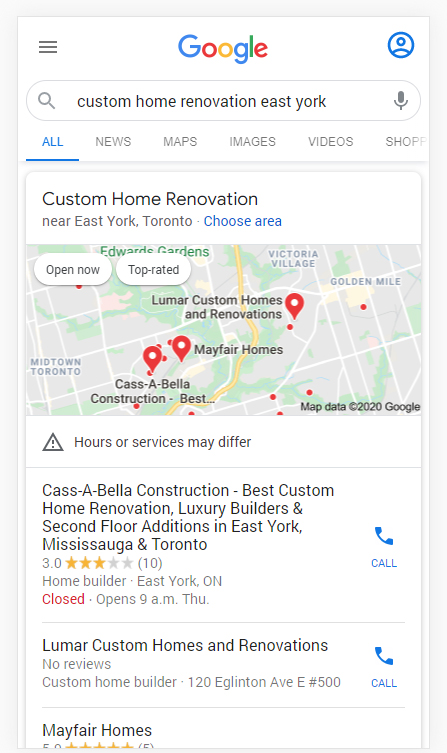 Google
custom home renovation east york
ALL NEWS MAPS IMAGES VIDEOS SHOPP
Custom Home Renovation
near East York, Toronto · Choose area
Edwards Gardens
Open now Top-rated
VICTORIA
VILLAGE
GOLDEN MILE
Lumar Custom Homes
and Renovations
Mayfair Homes
MIDTOWN
TORONTO
Cass-A-Bella
Construction - Best...
Map data ©2020 Google
Hours or services may differ
Cass-A-Bella Construction - Best Custom
Home Renovation, Luxury Builders &
Second Floor Additions in East York,
Mississauga & Toronto
3.0 (10)
Home builder · East York, ON
Closed · Opens 9 a.m. Thu.
CALL
Lumar Custom Homes and Renovations
No reviews
Custom home builder · 120 Eglinton Ave E #500
CALL
Mayfair Homes
5.0 (5)